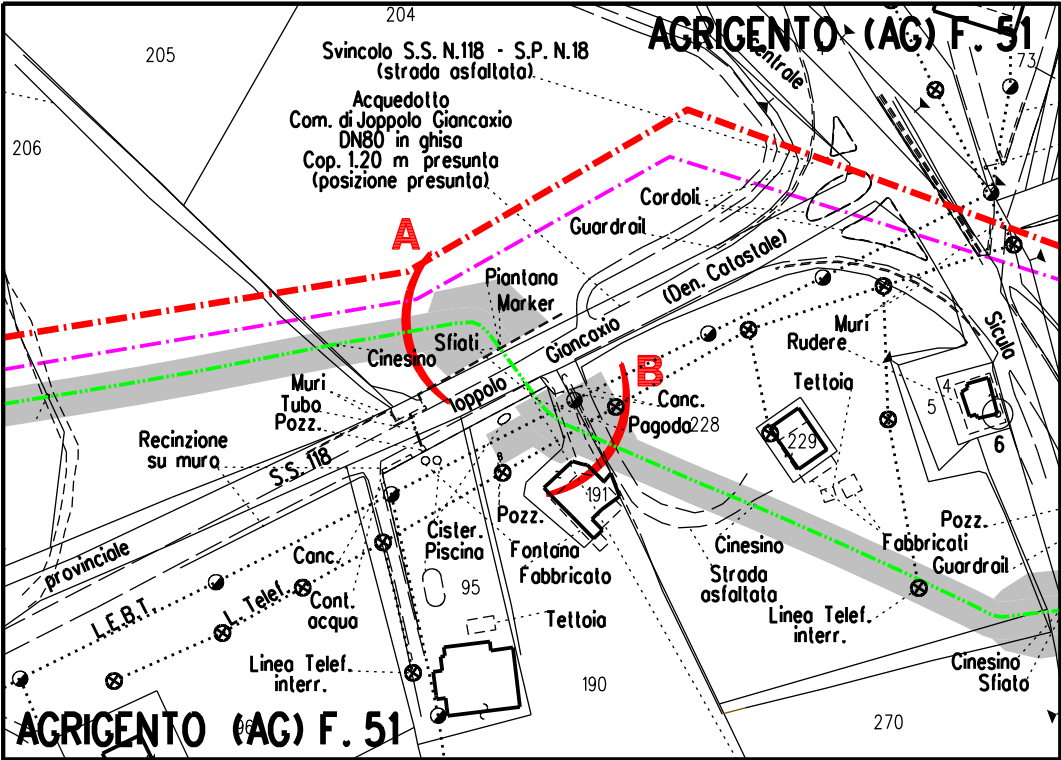 204
AGRIGENTO (AG) F. 51
205
Svincolo S.S. N.118 - S.P. N.18
(strada asfaltata)
centrale
73
Acquedotto
Com. di Joppolo Giancaxio
DN80 in ghisa
Cop. 1.20 m presunta
(posizione presunta)
206
Cordoli
Guardrail
A
(Den. Catastale)
Piantana
Marker
Giancaxio
Sicula
Muri
Rudere
Sfiati
Cinesino
B
Tettoia
Muri
Tubo
Pozz.
Ioppolo
Canc.
Pagoda
228
4
5
6
229
Recinzione
su muro
S.S. 118
191
Pozz.
Pozz.
Cister.
Piscina
Fontana
Fabbricato
Cinesino
Fabbricati
Guardrail
provinciale
Canc.
Strada
asfaltata
95
L.E.B.T.
L. Telef.
Cont.
acqua
Tettoia
Linea Telef.
interr.
Linea Telef.
interr.
Cinesino
Sfiato
190
270
AGRIGENTO (AG) F. 51